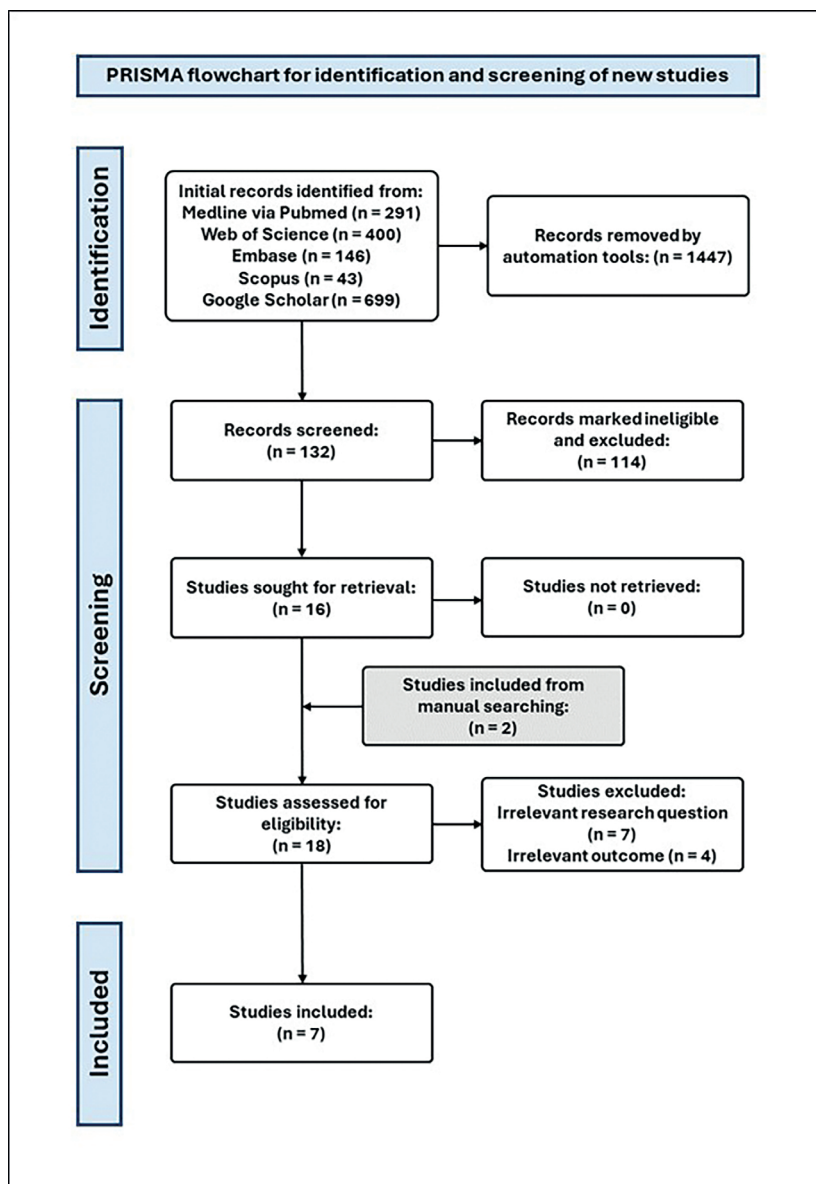 PRISMA flowchart for identification and screening of new studies
Identification
Initial records identified from:
Medline via Pubmed (n = 291)
Web of Science (n = 400)
Embase (n = 146)
Scopus (n = 43)
Google Scholar (n = 699)
Records removed by
automation tools: (n = 1447)
Screening
Records screened:
(n = 132)
Records marked ineligible
and excluded:
(n = 114)
Studies sought for retrieval:
(n = 16)
Studies not retrieved:
(n = 0)
Studies included from
manual searching:
(n = 2)
Studies assessed for
eligibility:
(n = 18)
Studies excluded:
Irrelevant research question
(n = 7)
Irrelevant outcome (n = 4)
Included
Studies included:
(n = 7)